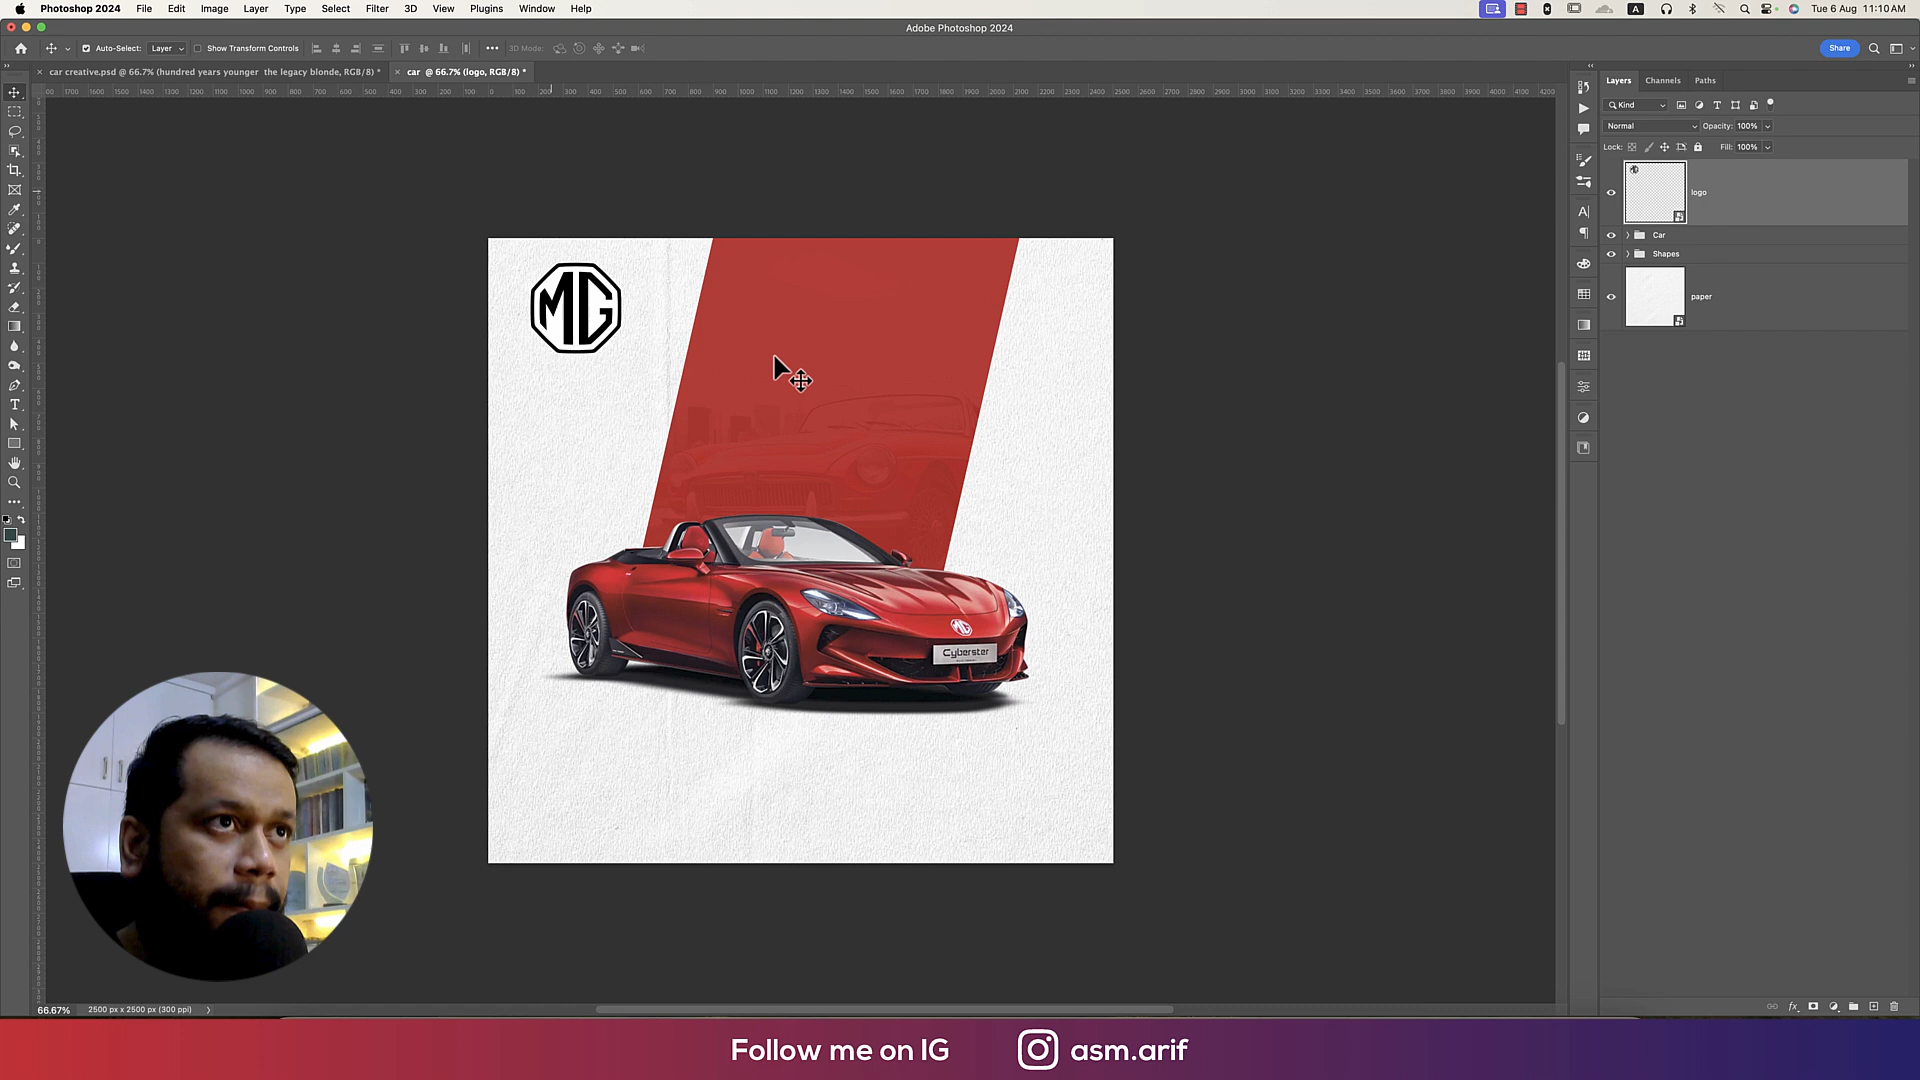 Photoshop 2024 File Edit Image Layer Type Select Filter 3D View Plugins Window Help
A Tue 6 Aug 11:10 AM
Adobe Photoshop 2024
Auto-Select: Layer Show Transform Controls 3D Mode: Share
car creative.psd @ 66.7% (hundred years younger the legacy blonde, RGB/8) *
car @ 66.7% (logo, RGB/8) *
Layers Channels Paths
Kind
Normal Opacity: 100%
Lock: Fill: 100%
logo
Car
Shapes
paper
MG
MG
Cyberster
66.67% 2500 px x 2500 px (300 ppi)
Follow me on IG asm.arif